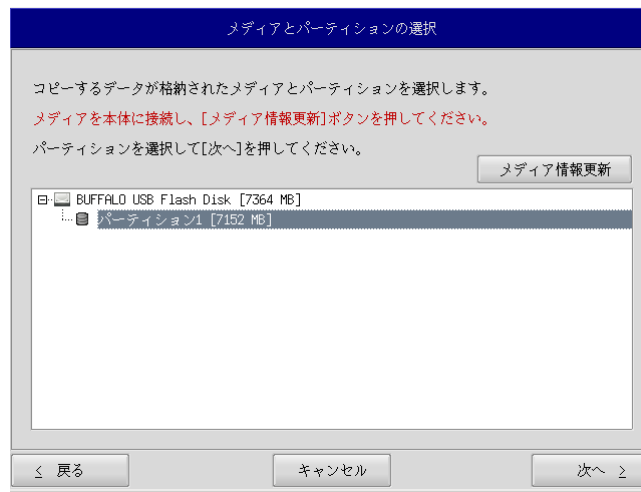 メディアとパーティションの選択
コピーするデータが格納されたメディアとパーティションを選択します。
メディアを本体に接続し、[メディア情報更新]ボタンを押してください。
パーティションを選択して[次へ]を押してください。
メディア情報更新
BUFFALO USB Flash Disk [7364 MB]
パーティション1 [7152 MB]
< 戻る
キャンセル
次へ >